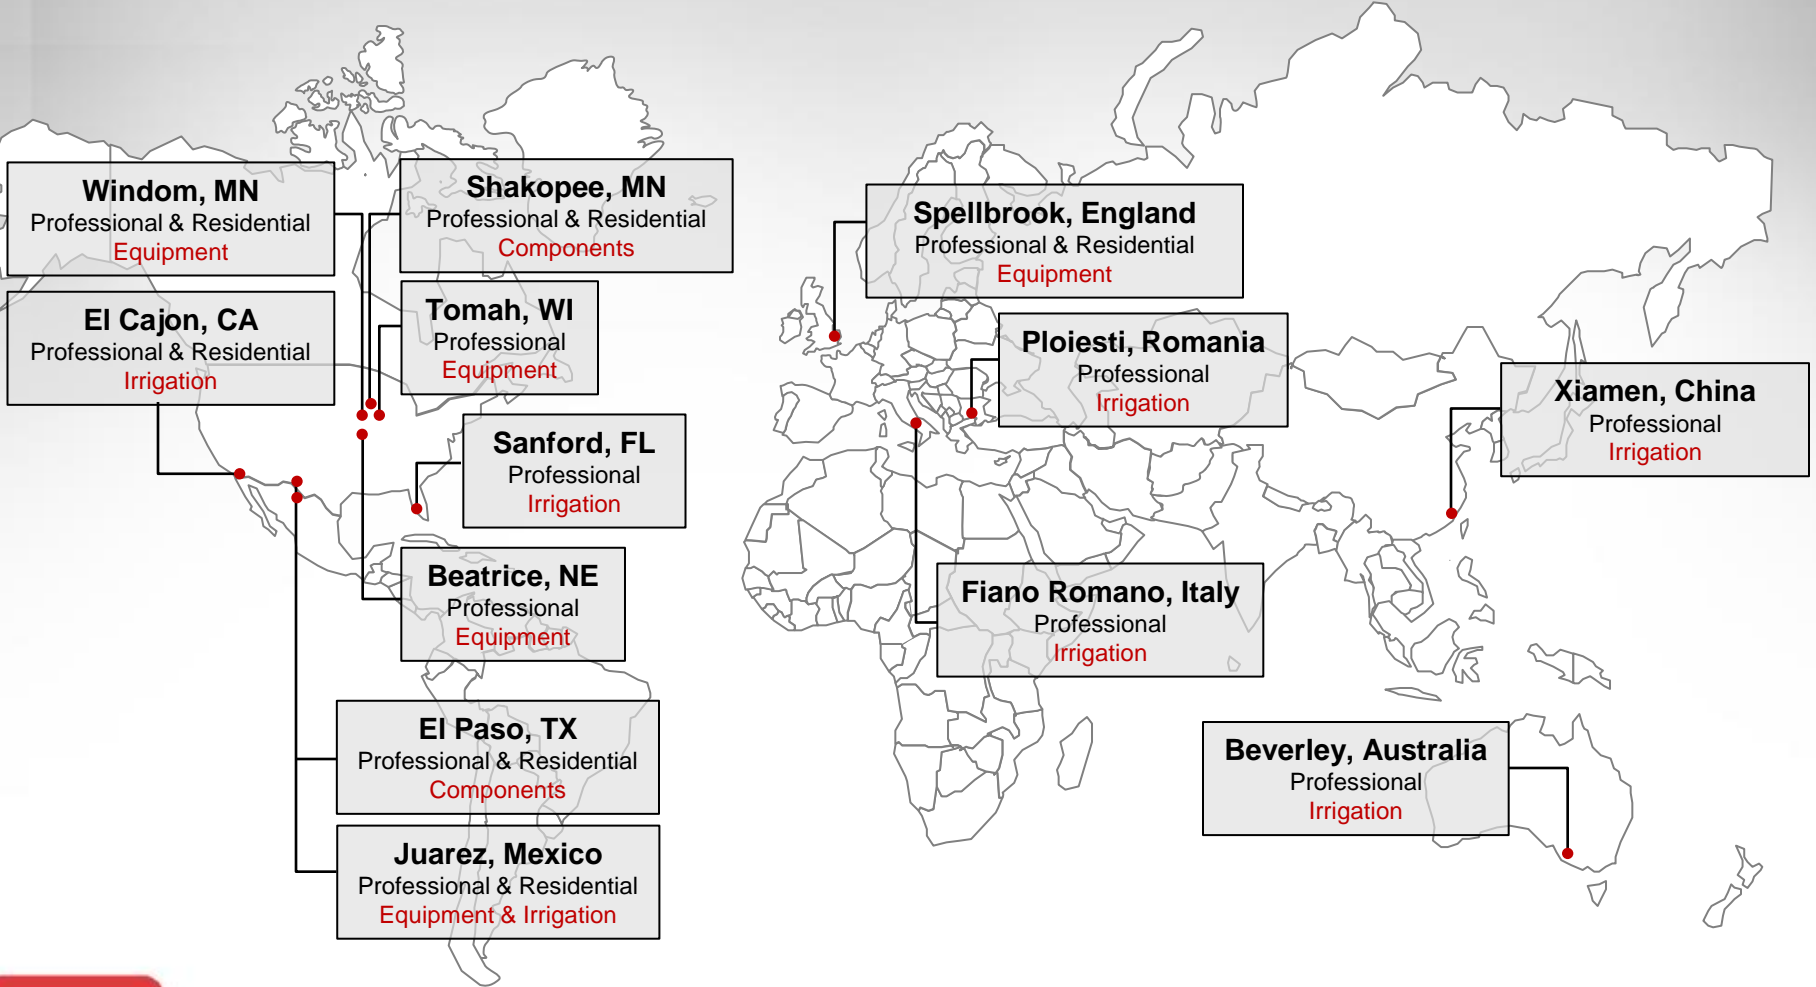 Windom, MN
Professional & Residential
Equipment
Shakopee, MN
Professional & Residential
Components
El Cajon, CA
Professional & Residential
Irrigation
Tomah, WI
Professional
Equipment
Sanford, FL
Professional
Irrigation
Beatrice, NE
Professional
Equipment
El Paso, TX
Professional & Residential
Components
Juarez, Mexico
Professional & Residential
Equipment & Irrigation
Spellbrook, England
Professional & Residential
Equipment
Ploiesti, Romania
Professional
Irrigation
Xiamen, China
Professional
Irrigation
Fiano Romano, Italy
Professional
Irrigation
Beverley, Australia
Professional
Irrigation